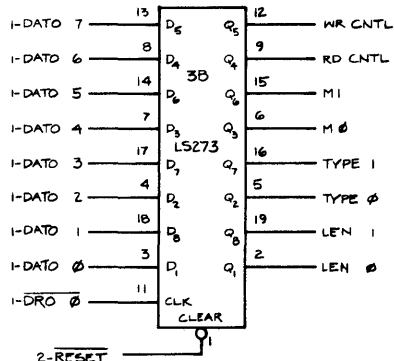 1-DATO 7 13 D5 Q5 12 WR CNTL
1-DATO 6 8 D4 Q4 9 RD CNTL
3B
1-DATO 5 14 D6 Q6 15 M1
1-DATO 4 7 D3 Q3 6 MØ
LS273
1-DATO 3 17 D7 Q7 16 TYPE 1
1-DATO 2 4 D2 Q2 5 TYPE Ø
1-DATO 1 18 D8 Q8 19 LEN 1
1-DATO Ø 3 D1 Q1 2 LEN Ø
1-DRO Ø 11 CLK
CLEAR
1
2-RESET